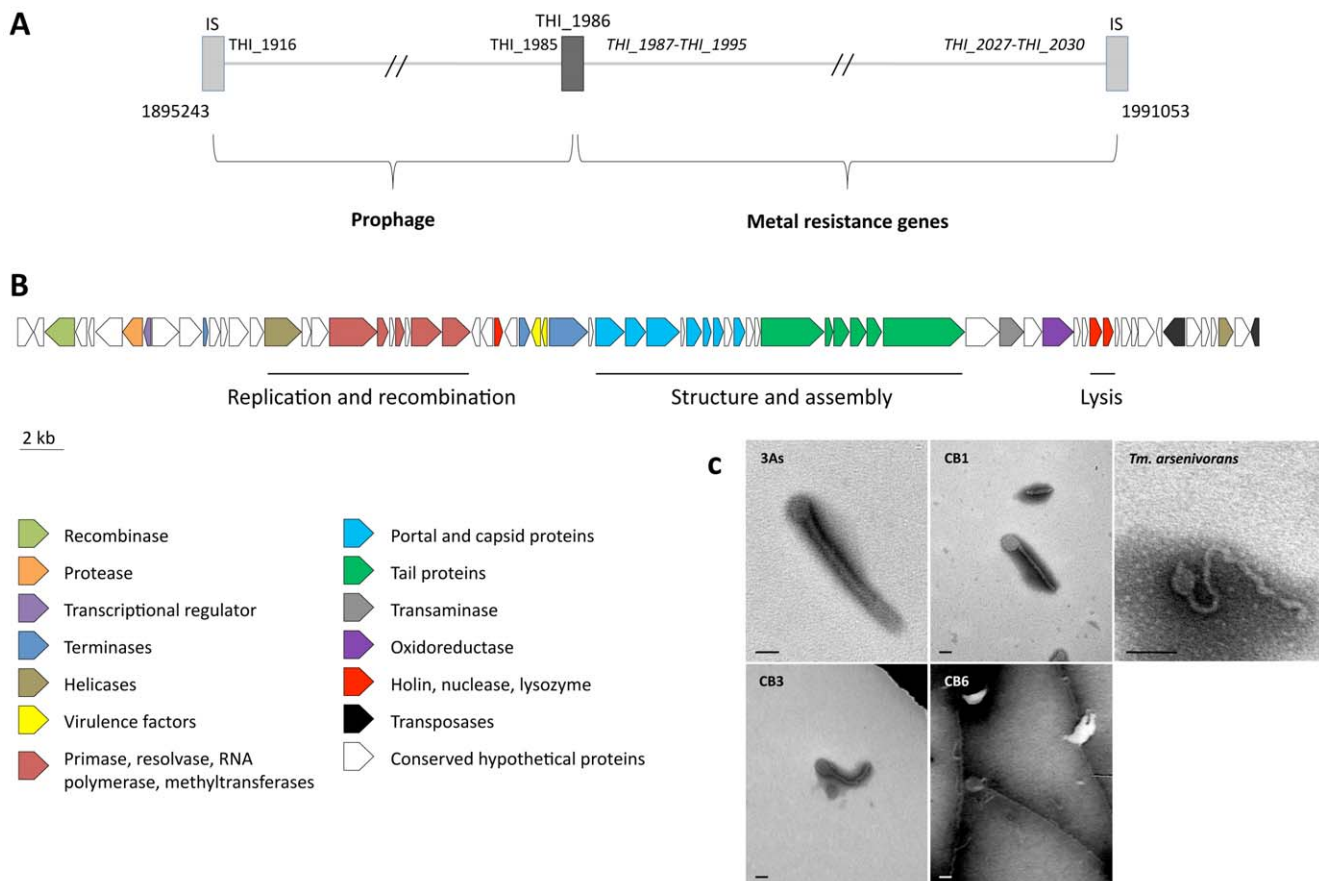 A
IS
THI_1916
THI_1985
THI_1986
THI_1987-THI_1995
THI_2027-THI_2030
IS
1895243
1991053
Prophage
Metal resistance genes
B
Replication and recombination
Structure and assembly
Lysis
2 kb
Recombinase
Protease
Transcriptional regulator
Terminases
Helicases
Virulence factors
Primase, resolvase, RNA
polymerase, methyltransferases
Portal and capsid proteins
Tail proteins
Transaminase
Oxidoreductase
Holin, nuclease, lysozyme
Transposases
Conserved hypothetical proteins
c
3As
CB1
Tm. arsenivorans
CB3
CB6